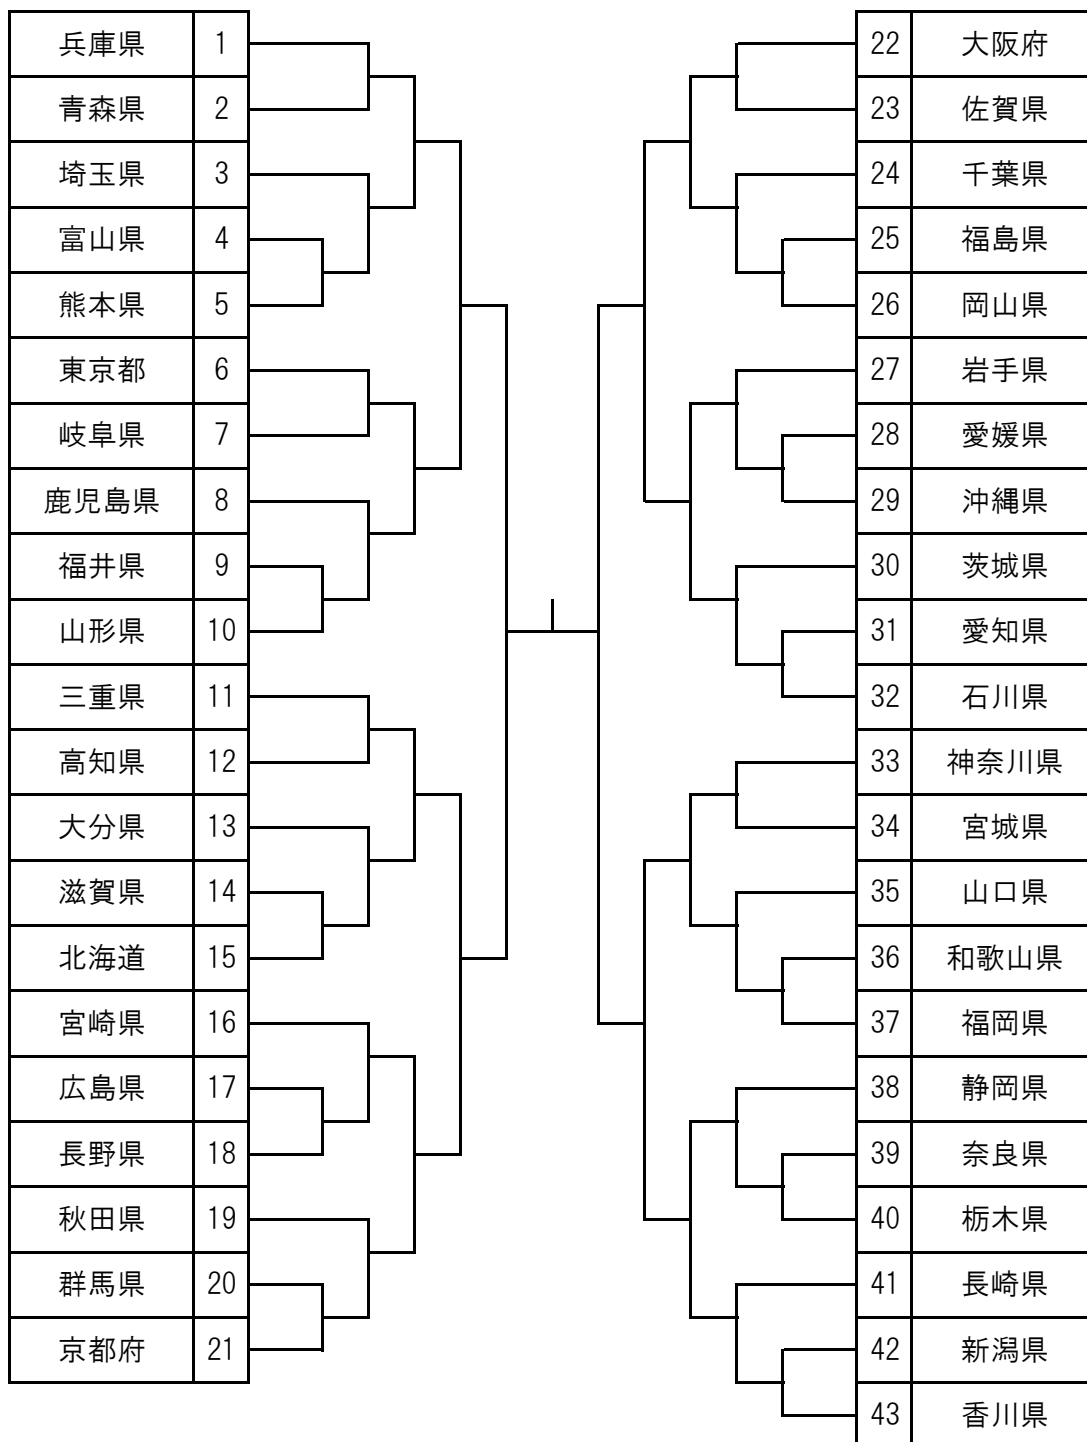 兵庫県 1
青森県 2
埼玉県 3
富山県 4
熊本県 5
東京都 6
岐阜県 7
鹿児島県 8
福井県 9
山形県 10
三重県 11
高知県 12
大分県 13
滋賀県 14
北海道 15
宮崎県 16
広島県 17
長野県 18
秋田県 19
群馬県 20
京都府 21
22 大阪府
23 佐賀県
24 千葉県
25 福島県
26 岡山県
27 岩手県
28 愛媛県
29 沖縄県
30 茨城県
31 愛知県
32 石川県
33 神奈川県
34 宮城県
35 山口県
36 和歌山県
37 福岡県
38 静岡県
39 奈良県
40 栃木県
41 長崎県
42 新潟県
43 香川県